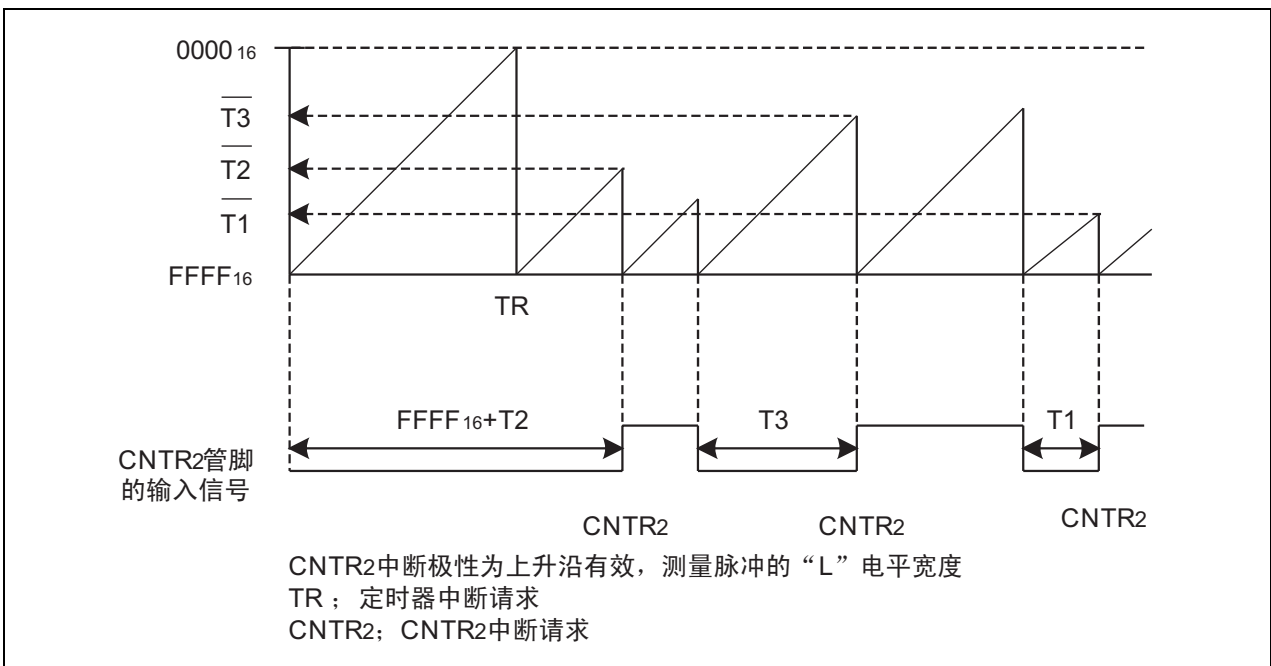 0000 16
T3
T2
T1
FFFF16
TR
FFFF16+T2
T3
T1
CNTR2管脚
的输入信号
CNTR2
CNTR2
CNTR2
CNTR2中断极性为上升沿有效，测量脉冲的“L”电平宽度
TR； 定时器中断请求
CNTR2；CNTR2中断请求